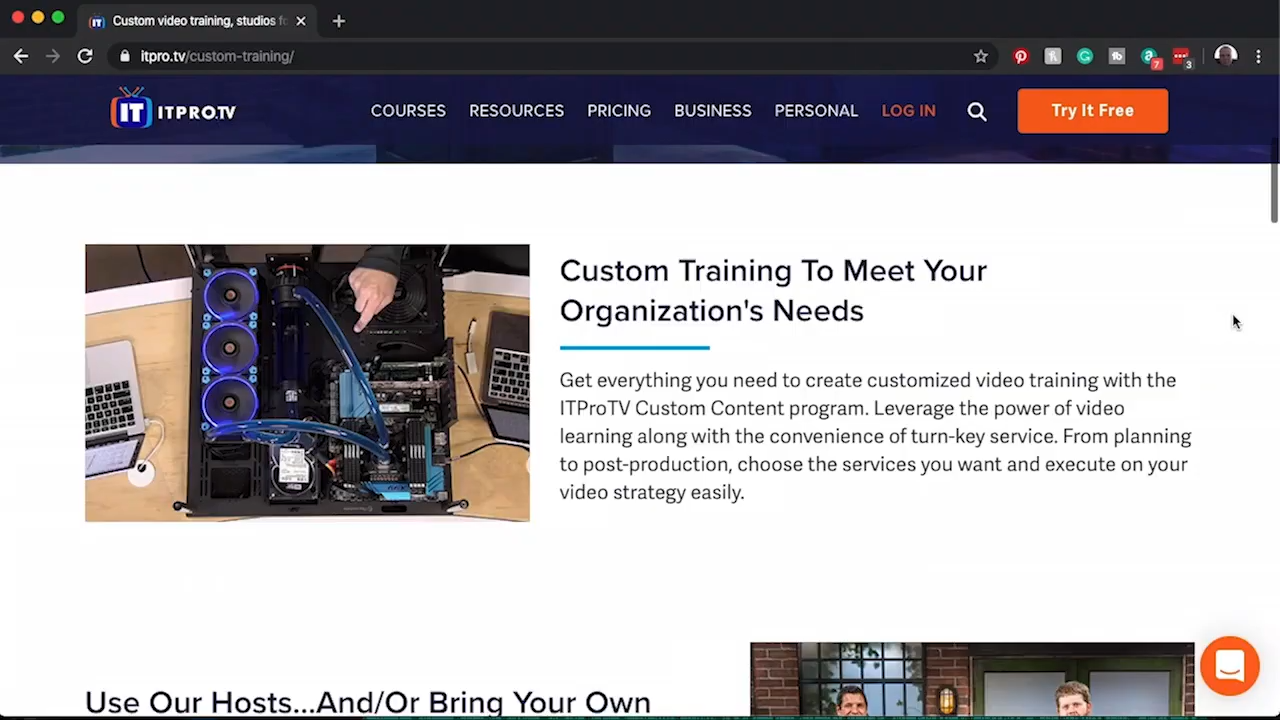 IT Custom video training, studios fo
itpro.tv/custom-training/
7
3
IT ITPRO.TV
COURSES RESOURCES PRICING BUSINESS PERSONAL LOG IN Try It Free
Custom Training To Meet Your
Organization's Needs
Get everything you need to create customized video training with the
ITProTV Custom Content program. Leverage the power of video
learning along with the convenience of turn-key service. From planning
to post-production, choose the services you want and execute on your
video strategy easily.
Use Our Hosts...And/Or Bring Your Own